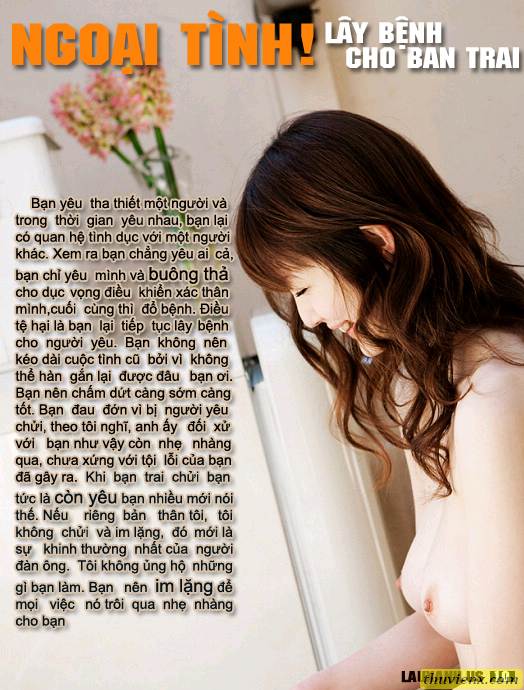 NGOẠI TÌNH! LÂY BỆNH
CHO BẠN TRAI
Bạn yêu tha thiết một người và
trong thời gian yêu nhau, bạn lại
có quan hệ tình dục với một người
khác. Xem ra bạn chẳng yêu ai cả,
bạn chỉ yêu mình và buông thả
cho dục vọng điều khiển xác thân
mình,cuối cùng thì đổ bệnh. Điều
tệ hại là bạn lại tiếp tục lây bệnh
cho người yêu. Bạn không nên
kéo dài cuộc tình cũ bởi vì không
thể hàn gắn lại được đâu bạn ơi.
Bạn nên chấm dứt càng sớm càng
tốt. Bạn đau đớn vì bị người yêu
chửi, theo tôi nghĩ, anh ấy đối xử
với bạn như vậy còn nhẹ nhàng
quá, chưa xứng với tội lỗi của bạn
đã gây ra. Khi bạn trai chửi bạn
tức là còn yêu bạn nhiều mới nói
thế. Nếu riêng bản thân tôi, tôi
không chửi và im lặng, đó mới là
sự khinh thường nhất của người
đàn ông. Tôi không ủng hộ những
gì bạn làm. Bạn nên im lặng để
mọi việc nó trôi qua nhẹ nhàng
cho bạn
thuvienx.com